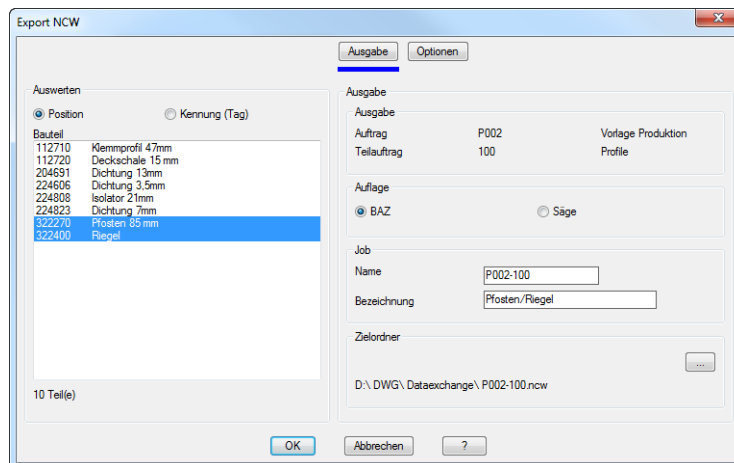 Export NCW
Ausgabe Optionen
Auswerten
Position Kennung (Tag)
Bauteil
112710 Klemmprofil 47mm
112720 Deckschale 15 mm
204691 Dichtung 13mm
224606 Dichtung 3,5mm
224808 Isolator 21mm
224823 Dichtung 7mm
322270 Pfosten 85 mm
322400 Riegel
10 Teil(e)
Ausgabe
Ausgabe
Auftrag P002 Vorlage Produktion
Teilauftrag 100 Profile
Auflage
BAZ Säge
Job
Name P002-100
Bezeichnung Pfosten/Riegel
Zielordner
...
D:\ DWG\ Dataexchange\ P002-100.ncw
OK Abbrechen ?